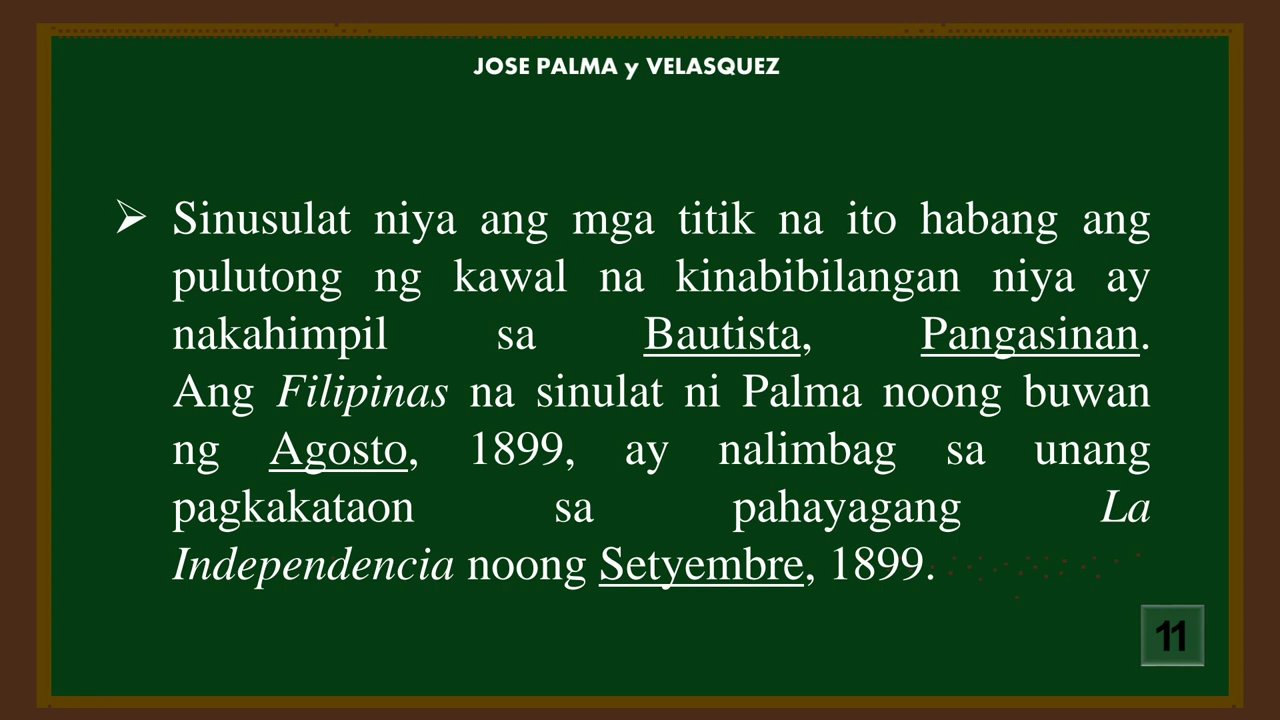 JOSE PALMA y VELASQUEZ
➢ Sinusulat niya ang mga titik na ito habang ang
pulutong ng kawal na kinabibilangan niya ay
nakahimpil sa Bautista, Pangasinan.
Ang Filipinas na sinulat ni Palma noong buwan
ng Agosto, 1899, ay nalimbag sa unang
pagkakataon sa pahayagang La
Independencia noong Setyembre, 1899.
11